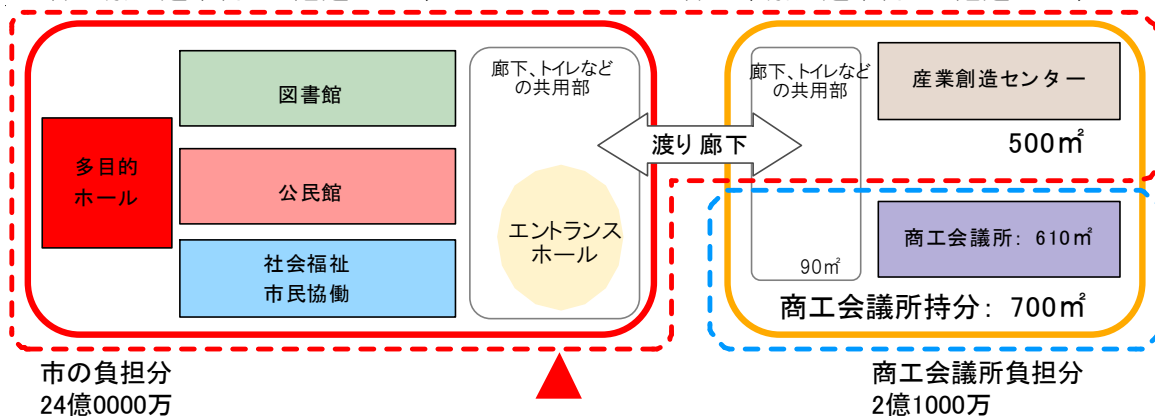 図書館
廊下、トイレなど
の共用部
多目的
ホール
公民館
エントランス
ホール
社会福祉
市民協働
渡り廊下
廊下、トイレなど
の共用部
産業創造センター
500㎡
商工会議所：610㎡
90㎡
商工会議所持分：700㎡
市の負担分
24億0000万
商工会議所負担分
2億1000万